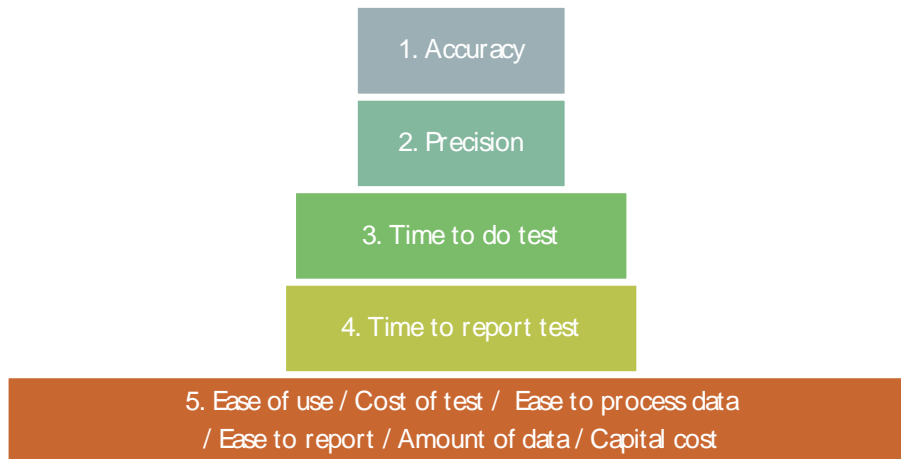 1. Accuracy
2. Precision
3. Time to do test
4. Time to report test
5. Ease of use / Cost of test / Ease to process data
/ Ease to report / Amount of data / Capital cost